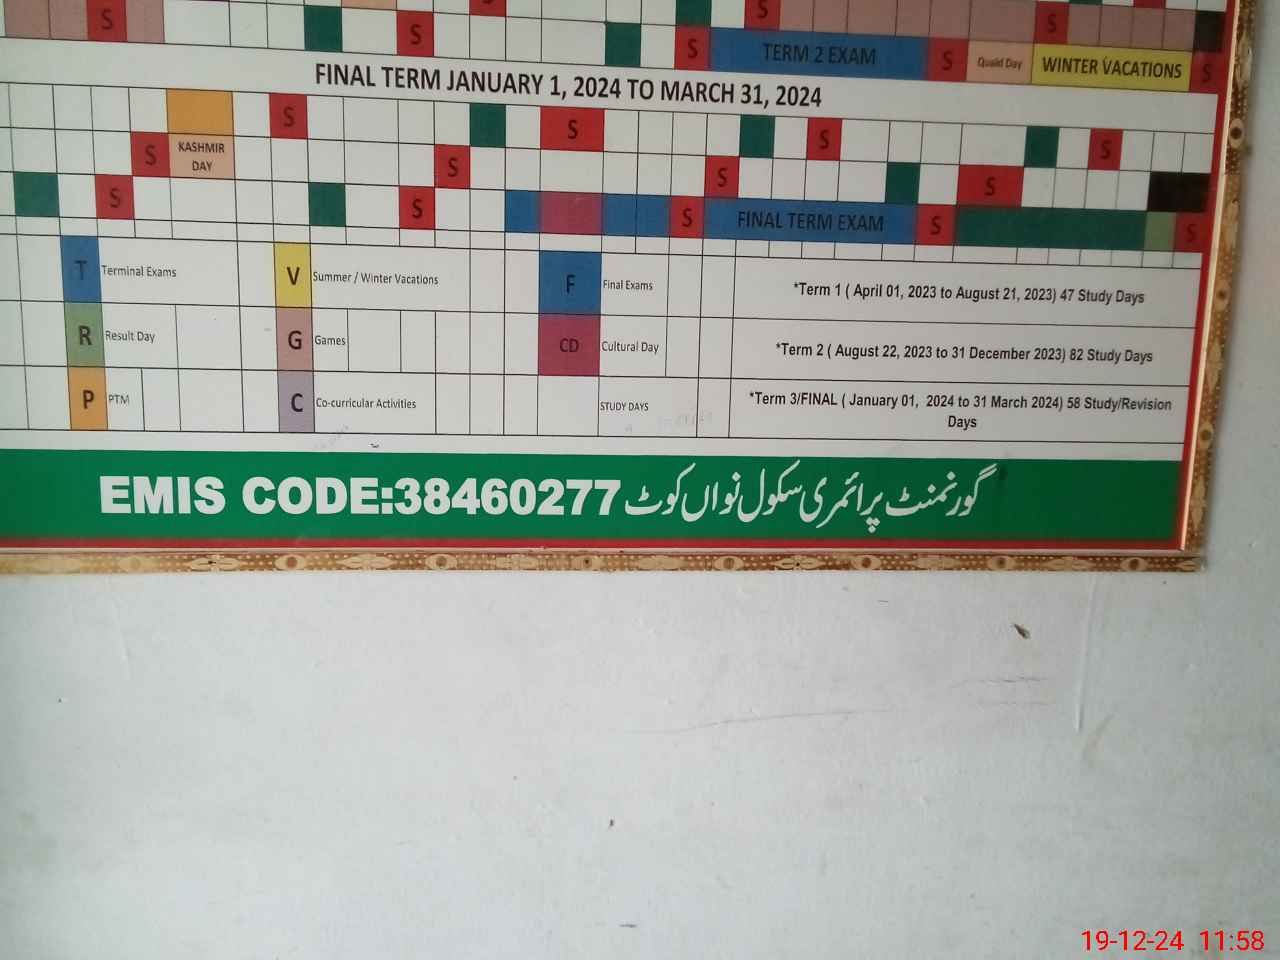 S S S S
S S TERM 2 EXAM S Quaid Day WINTER VACATIONS S
FINAL TERM JANUARY 1, 2024 TO MARCH 31, 2024
S S S S
S KASHMIR DAY S S S
S S S FINAL TERM EXAM S S
T Terminal Exams V Summer / Winter Vacations F Final Exams *Term 1 ( April 01, 2023 to August 21, 2023) 47 Study Days
R Result Day G Games CD Cultural Day *Term 2 ( August 22, 2023 to 31 December 2023) 82 Study Days
P PTM C Co-curricular Activities STUDY DAYS *Term 3/FINAL ( January 01, 2024 to 31 March 2024) 58 Study/Revision
Days
گورنمنٹ پرائمری سکول نواں کوٹ EMIS CODE:38460277
19-12-24 11:58